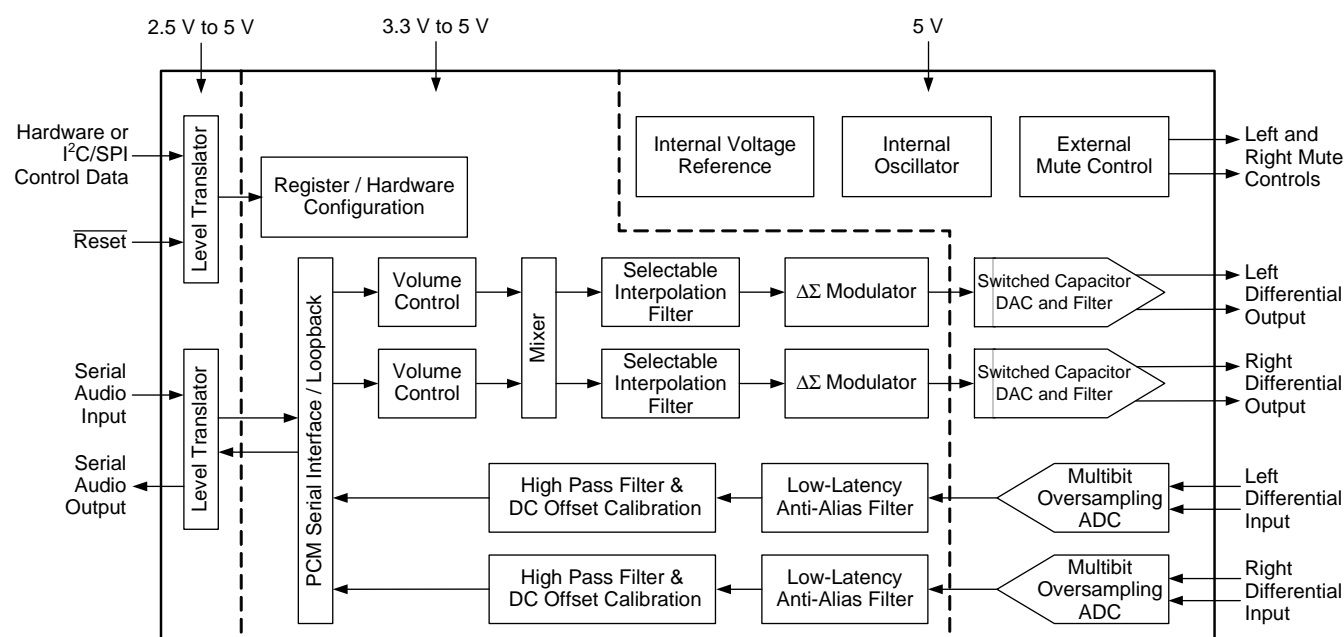 2.5 V to 5 V
3.3 V to 5 V
5 V
Hardware or
I²C/SPI
Control Data
Reset
Level Translator
Register / Hardware
Configuration
Internal Voltage
Reference
Internal
Oscillator
External
Mute Control
Left and
Right Mute
Controls
Serial
Audio
Input
Serial
Audio
Output
Level Translator
PCM Serial Interface / Loopback
Volume
Control
Volume
Control
Mixer
Selectable
Interpolation
Filter
ΔΣ Modulator
Switched Capacitor
DAC and Filter
Left
Differential
Output
Selectable
Interpolation
Filter
ΔΣ Modulator
Switched Capacitor
DAC and Filter
Right
Differential
Output
High Pass Filter &
DC Offset Calibration
Low-Latency
Anti-Alias Filter
Multibit
Oversampling
ADC
Left
Differential
Input
High Pass Filter &
DC Offset Calibration
Low-Latency
Anti-Alias Filter
Multibit
Oversampling
ADC
Right
Differential
Input